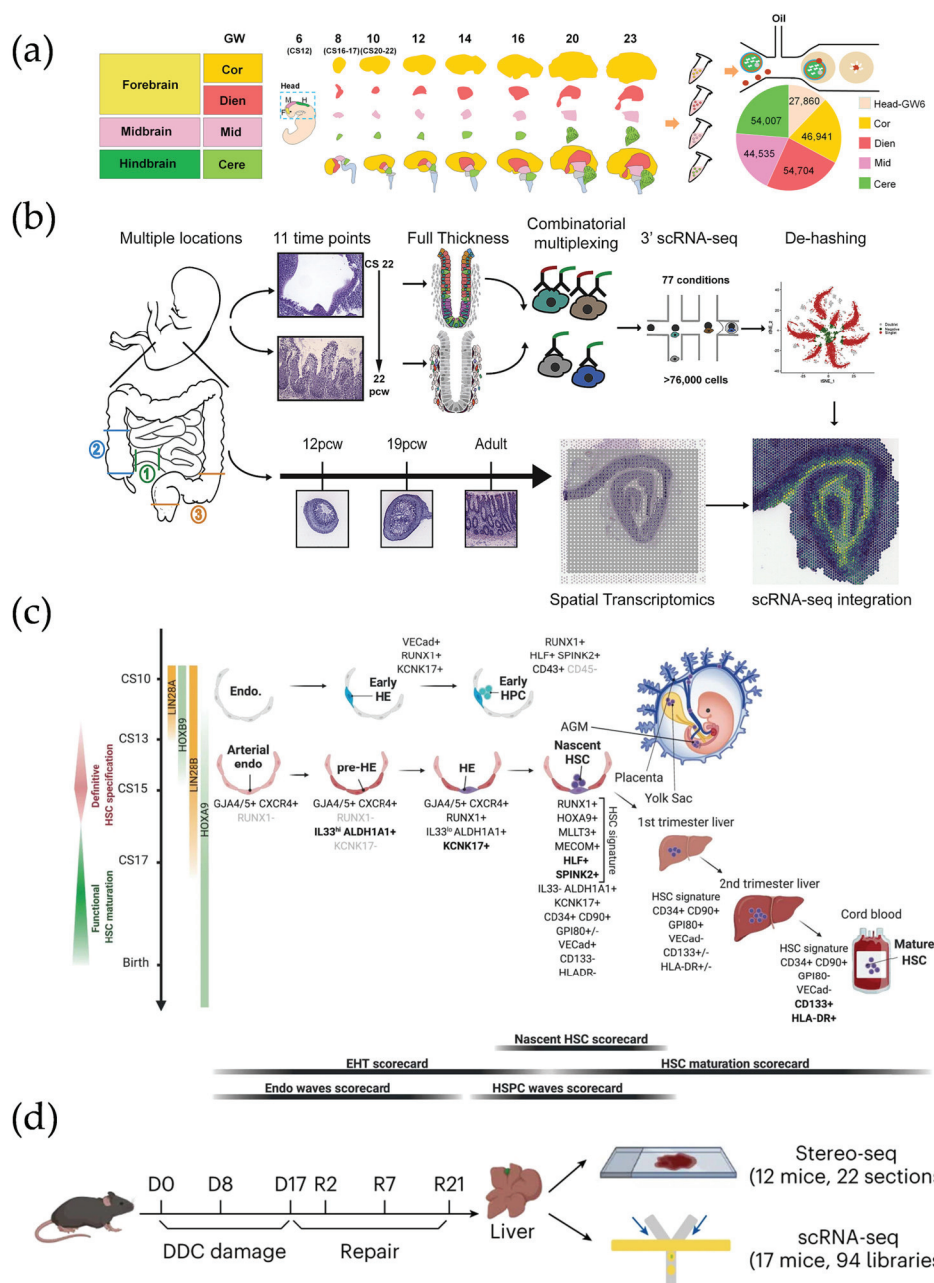 (a)
GW
6
(CS12)
8
(CS16-17)
10
(CS20-22)
12
14
16
20
23
Oil
Forebrain
Cor
Dien
Midbrain
Mid
Hindbrain
Cere
Head
M
H
F
27,860
46,941
54,704
44,535
54,007
Head-GW6
Cor
Dien
Mid
Cere
(b)
Multiple locations
11 time points
Full Thickness
Combinatorial
multiplexing
3' scRNA-seq
De-hashing
CS 22
22
pcw
77 conditions
>76,000 cells
Doublet
Negative
Singlet
tSNE_1
tSNE_2
①
②
③
12pcw
19pcw
Adult
Spatial Transcriptomics
scRNA-seq integration
(c)
CS10
CS13
CS15
CS17
Birth
Definitive
HSC specification
Functional
HSC maturation
LIN28A
HOXB9
LIN28B
HOXA9
Endo.
Early
HE
VECad+
RUNX1+
KCNK17+
Early
HPC
RUNX1+
HLF+ SPINK2+
CD43+ CD45-
Arterial
endo
GJA4/5+ CXCR4+
RUNX1-
pre-HE
GJA4/5+ CXCR4+
RUNX1-
IL33hi ALDH1A1+
KCNK17-
HE
GJA4/5+ CXCR4+
RUNX1+
IL33lo ALDH1A1+
KCNK17+
AGM
Nascent
HSC
RUNX1+
HOXA9+
MLLT3+
MECOM+
HLF+
SPINK2+
HSC signature
IL33- ALDH1A1+
KCNK17+
CD34+ CD90+
GPI80+/-
VECad+
CD133-
HLADR-
Placenta
Yolk Sac
1st trimester liver
HSC signature
CD34+ CD90+
GPI80+
VECad-
CD133+/-
HLA-DR+/-
2nd trimester liver
HSC signature
CD34+ CD90+
GPI80-
VECad-
CD133+
HLA-DR+
Cord blood
Mature
HSC
Nascent HSC scorecard
EHT scorecard
HSC maturation scorecard
Endo waves scorecard
HSPC waves scorecard
(d)
D0
D8
D17
R2
R7
R21
DDC damage
Repair
Liver
Stereo-seq
(12 mice, 22 sections
scRNA-seq
(17 mice, 94 libraries